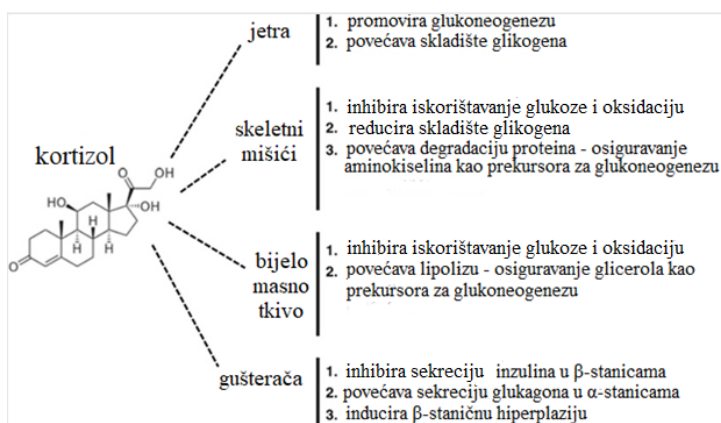 kortizol
O
OH
HO
OH
H
H
H
O
jetra
1. promovira glukoneogenezu
2. povećava skladište glikogena
skeletni
mišići
1. inhibira iskorištavanje glukoze i oksidaciju
2. reducira skladište glikogena
3. povećava degradaciju proteina - osiguravanje
aminokiselina kao prekursora za glukoneogenezu
bijelo
masno
tkivo
1. inhibira iskorištavanje glukoze i oksidaciju
2. povećava lipolizu - osiguravanje glicerola kao
prekursora za glukoneogenezu
gušterača
1. inhibira sekreciju inzulina u β-stanicama
2. povećava sekreciju glukagona u α-stanicama
3. inducira β-staničnu hiperplaziju